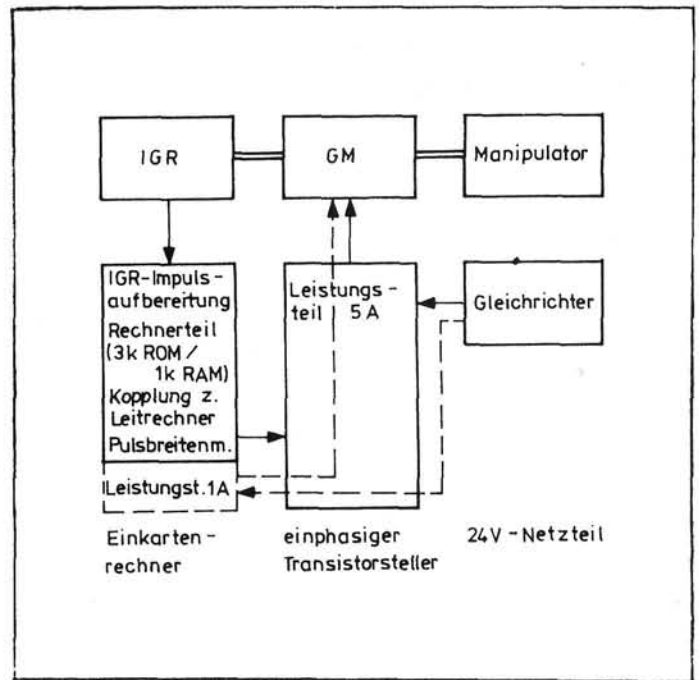 IGR
GM
Manipulator
IGR-Impuls-
aufbereitung
Rechnerteil
(3k ROM /
1k RAM)
Kopplung z.
Leitrechner
Pulsbreitenm.
Leistungst. 1A
Leistungs-
teil 5A
Gleichrichter
Einkarten-
rechner
einphasiger
Transistorsteller
24V-Netzteil